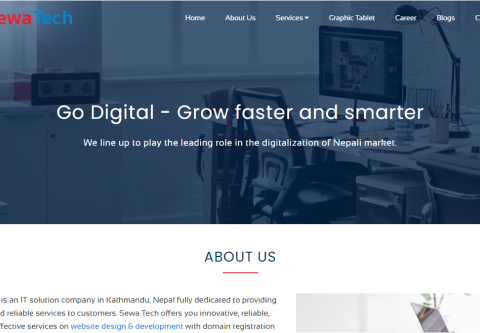 ewaTech
Home About Us Services Graphic Tablet Career Blogs C
Go Digital - Grow faster and smarter
We line up to play the leading role in the digitalization of Nepali market.
ABOUT US
is an IT solution company in Kathmandu, Nepal fully dedicated to providing
d reliable services to customers. Sewa Tech offers you innovative, reliable,
ffective services on website design & development with domain registration